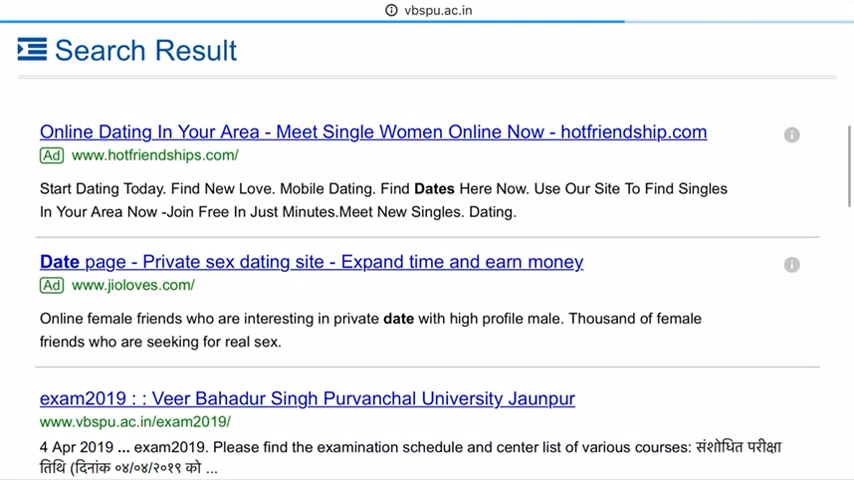 vbspu.ac.in
Search Result
Online Dating In Your Area - Meet Single Women Online Now - hotfriendship.com
Ad www.hotfriendships.com/
Start Dating Today. Find New Love. Mobile Dating. Find Dates Here Now. Use Our Site To Find Singles
In Your Area Now -Join Free In Just Minutes.Meet New Singles. Dating.
Date page - Private sex dating site - Expand time and earn money
Ad www.jioloves.com/
Online female friends who are interesting in private date with high profile male. Thousand of female
friends who are seeking for real sex.
exam2019 : : Veer Bahadur Singh Purvanchal University Jaunpur
www.vbspu.ac.in/exam2019/
4 Apr 2019 ... exam2019. Please find the examination schedule and center list of various courses: संशोधित परीक्षा
तिथि (दिनांक ०४/०४/२०१९ को ...